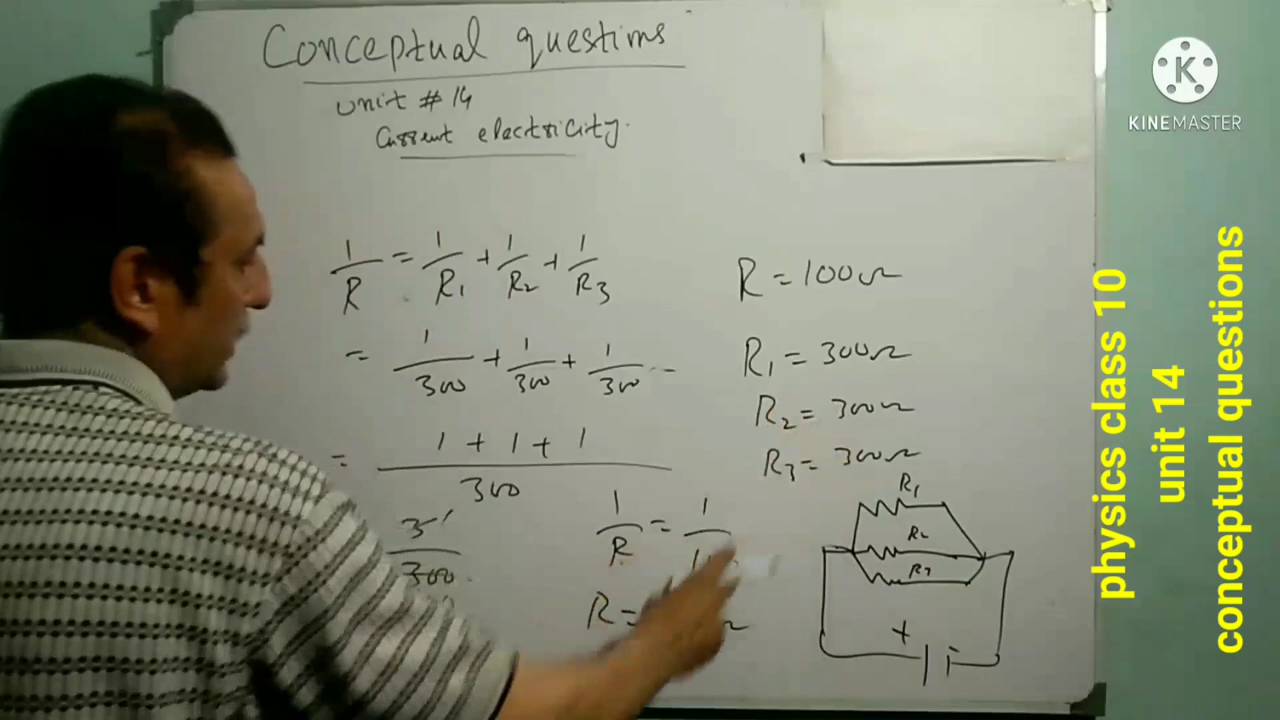 Conceptual questions
unit # 14
Current electricity.
1/R = 1/R1 + 1/R2 + 1/R3
= 1/300 + 1/300 + 1/300
= 1 + 1 + 1 / 300
3 / 300
1/R = 1/
R =
R = 100Ω
R1 = 300Ω
R2 = 300Ω
R3 = 300Ω
R1
R2
R3
+
-
KINEMASTER
physics class 10
unit 14
conceptual questions